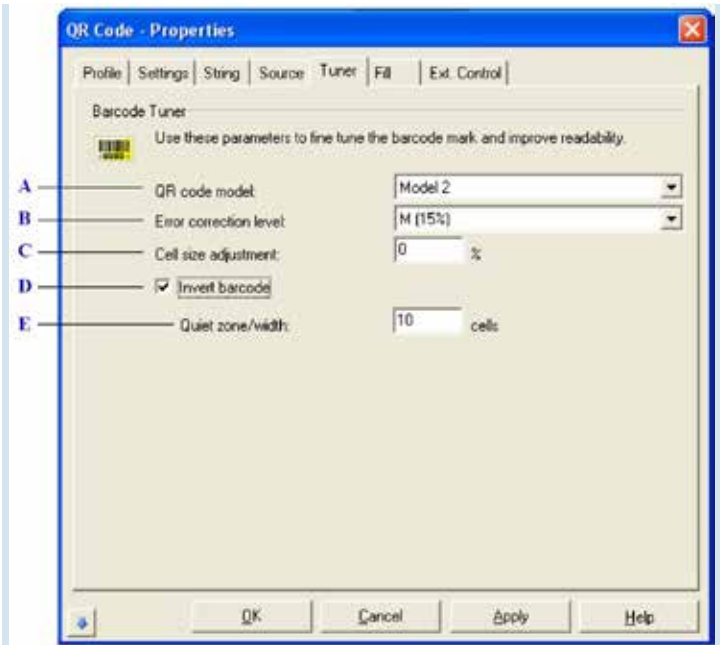 QR Code - Properties
Profile Settings String Source Tuner Fill Ext. Control
Barcode Tuner
Use these parameters to fine tune the barcode mark and improve readability.
A QR code model: Model 2
B Error correction level: M (15%)
C Cell size adjustment: 0 %
D Invert barcode
E Quiet zone/width: 10 cells
OK Cancel Apply Help